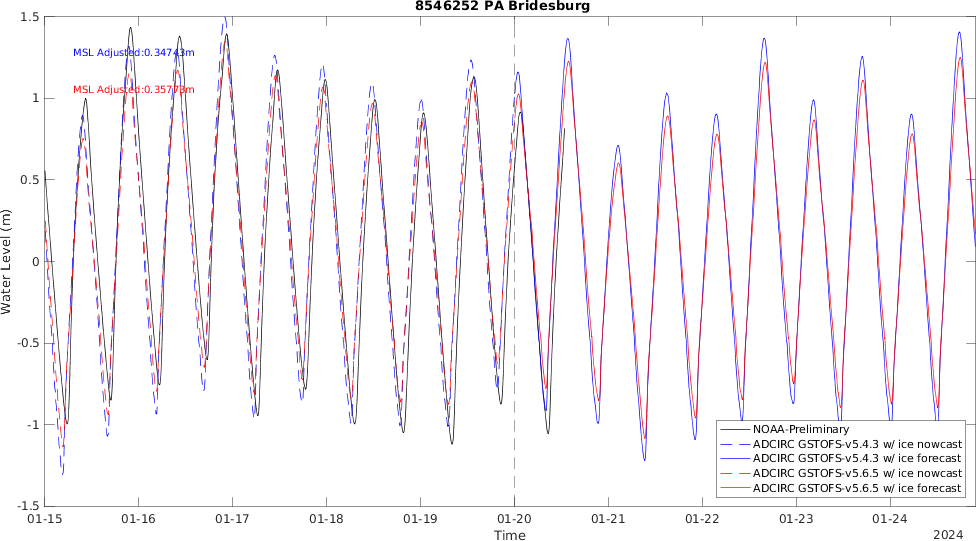 8546252 PA Bridesburg
1.5
1
0.5
0
-0.5
-1
-1.5
Water Level (m)
MSL Adjusted:0.34743m
MSL Adjusted:0.35773m
NOAA-Preliminary
ADCIRC GSTOFS-v5.4.3 w/ ice nowcast
ADCIRC GSTOFS-v5.4.3 w/ ice forecast
ADCIRC GSTOFS-v5.6.5 w/ ice nowcast
ADCIRC GSTOFS-v5.6.5 w/ ice forecast
01-15 01-16 01-17 01-18 01-19 01-20 01-21 01-22 01-23 01-24
Time
2024